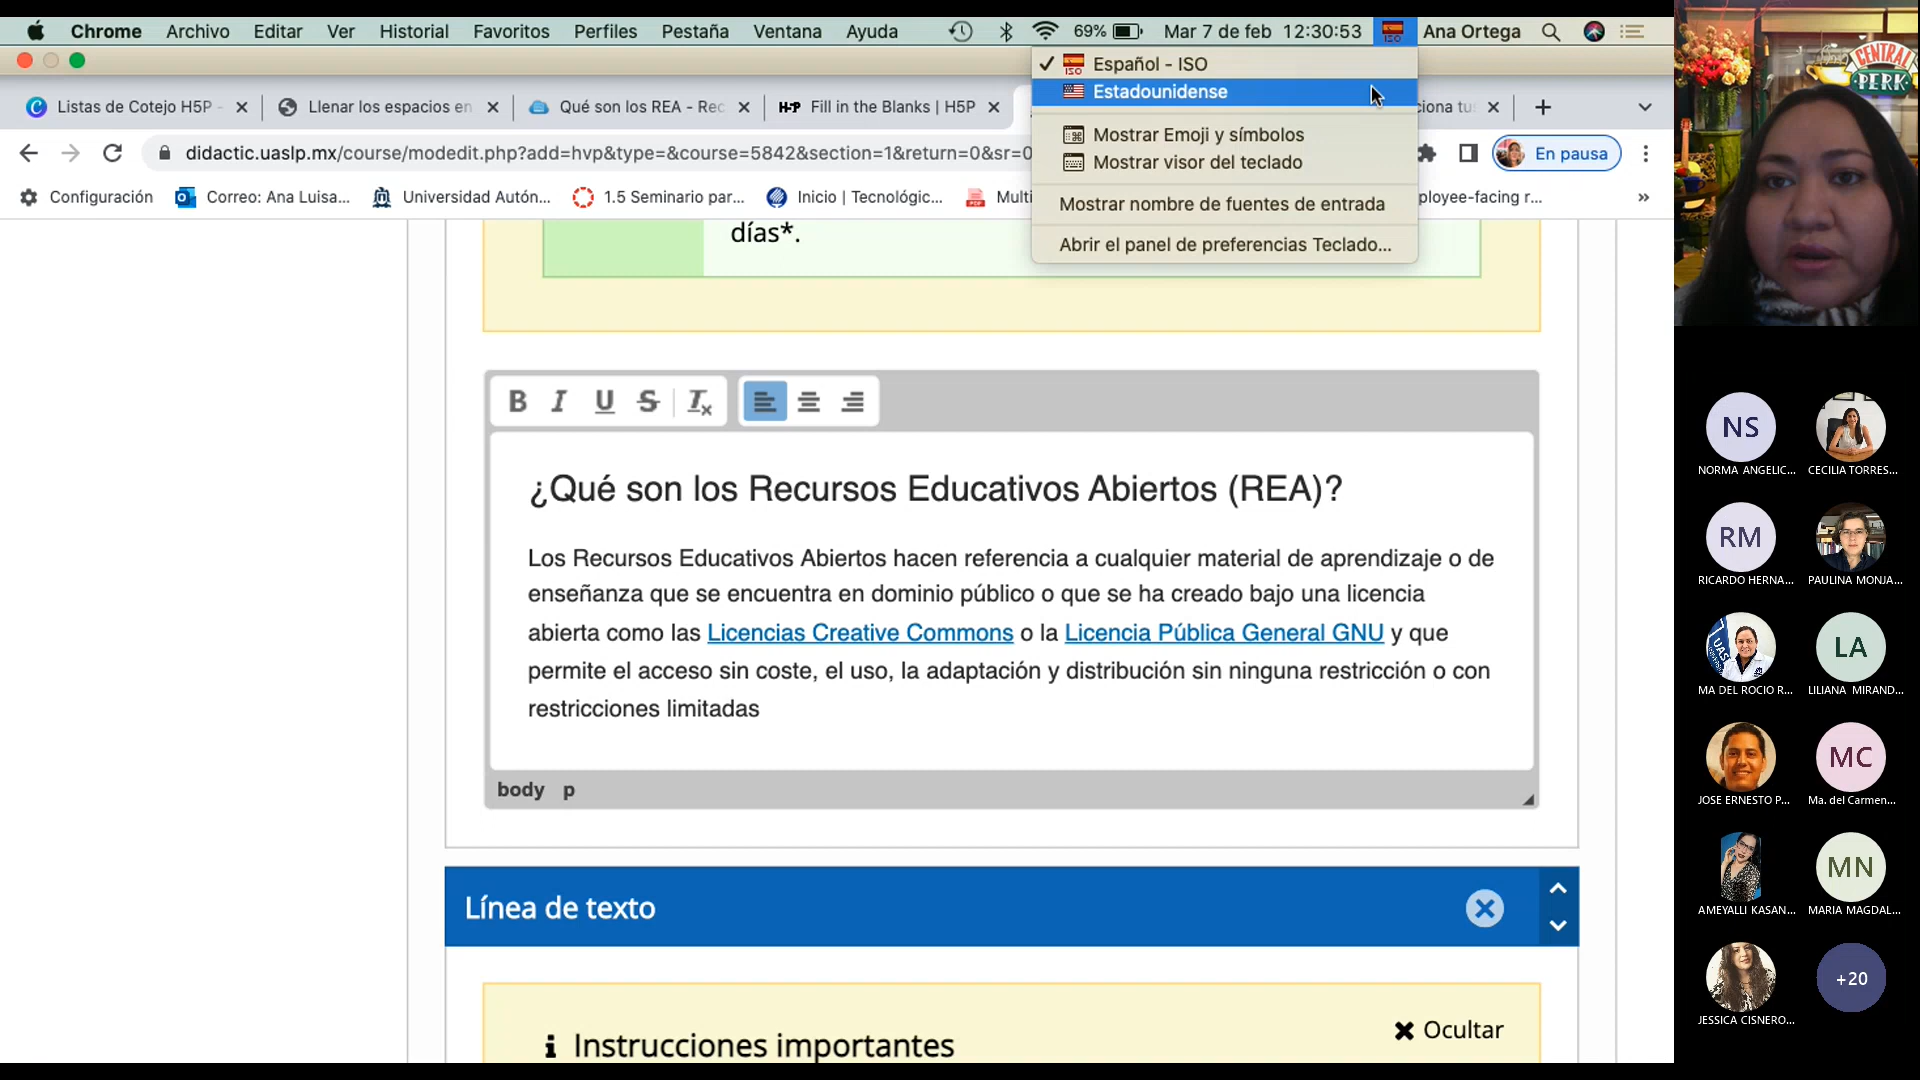 Chrome Archivo Editar Ver Historial Favoritos Perfiles Pestaña Ventana Ayuda 69% Mar 7 de feb 12:30:53 ISO Ana Ortega
✓ ISO Español - ISO
Estadounidense
Mostrar Emoji y símbolos
Mostrar visor del teclado
Mostrar nombre de fuentes de entrada
Abrir el panel de preferencias Teclado...
Listas de Cotejo H5P - Llenar los espacios en Qué son los REA - Rec H-P Fill in the Blanks | H5P ciona tus
didactic.uaslp.mx/course/modedit.php?add=hvp&type=&course=5842&section=1&return=0&sr=0 En pausa
Configuración Correo: Ana Luisa... Universidad Autón... 1.5 Seminario par... Inicio | Tecnológic... Multi ployee-facing r... »
días*.
B I U S Tx
¿Qué son los Recursos Educativos Abiertos (REA)?
Los Recursos Educativos Abiertos hacen referencia a cualquier material de aprendizaje o de
enseñanza que se encuentra en dominio público o que se ha creado bajo una licencia
abierta como las Licencias Creative Commons o la Licencia Pública General GNU y que
permite el acceso sin coste, el uso, la adaptación y distribución sin ninguna restricción o con
restricciones limitadas
body p
Línea de texto
Instrucciones importantes
Ocultar
CENTRAL
PERK
NS
NORMA ANGELIC...
CECILIA TORRES...
RM
RICARDO HERNA...
PAULINA MONJA...
MA DEL ROCIO R...
LA
LILIANA MIRAND...
JOSE ERNESTO P...
MC
Ma. del Carmen...
AMEYALLI KASAN...
MN
MARIA MAGDAL...
JESSICA CISNERO...
+20